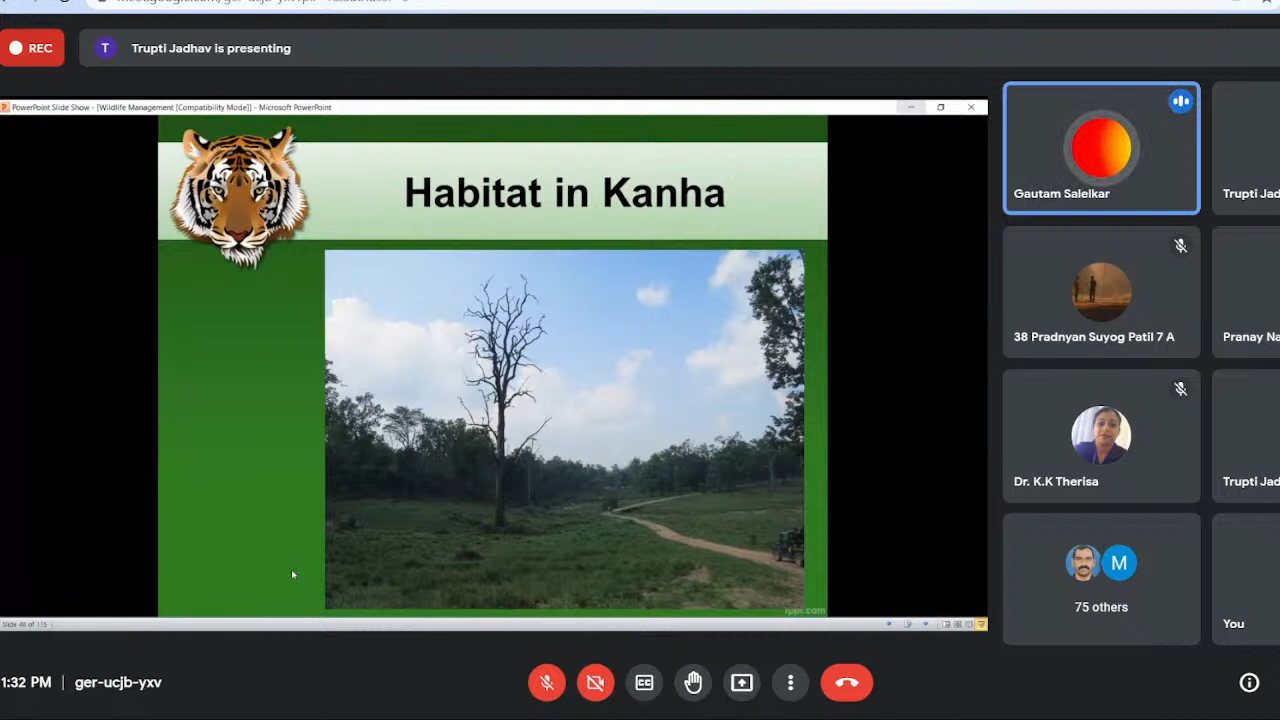 REC
T
Trupti Jadhav is presenting
PowerPoint Slide Show - [Wildlife Management [Compatibility Mode]] - Microsoft PowerPoint
Habitat in Kanha
Gautam Salelkar
Trupti Jad
38 Pradnyan Suyog Patil 7 A
Pranay Na
Dr. K.K Therisa
Trupti Jad
M
75 others
You
1:32 PM | ger-ucjb-yxv